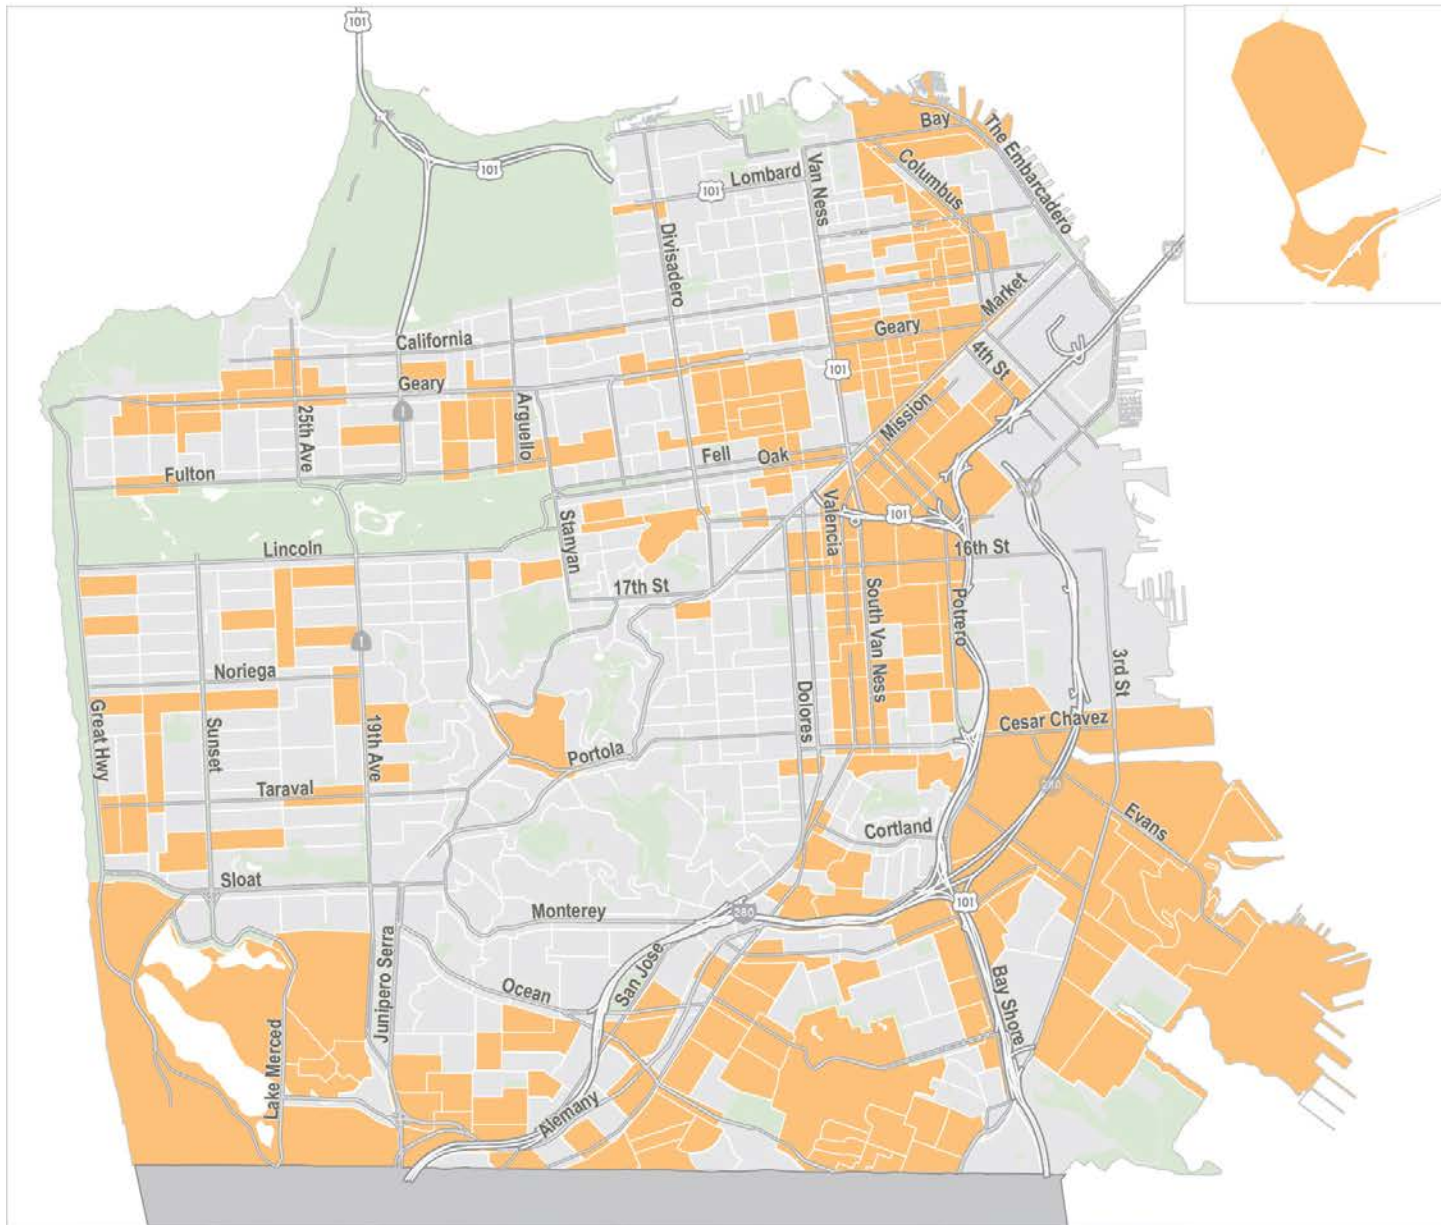 101
101
Bay
The Embarcadero
Columbus
Van Ness
Lombard
101
Divisadero
Market
Geary
California
4th St
101
Geary
1
25th Ave
Arguello
Mission
Fell
Oak
Fulton
Valencia
101
Stanyan
Lincoln
16th St
17th St
South Van Ness
Potrero
1
Noriega
3rd St
Great Hwy
Sunset
19th Ave
Dolores
Cesar Chavez
Portola
Taraval
280
Evans
Cortland
Sloat
101
Monterey
280
Junipero Serra
San Jose
Ocean
Bay Shore
Lake Merced
Alemany